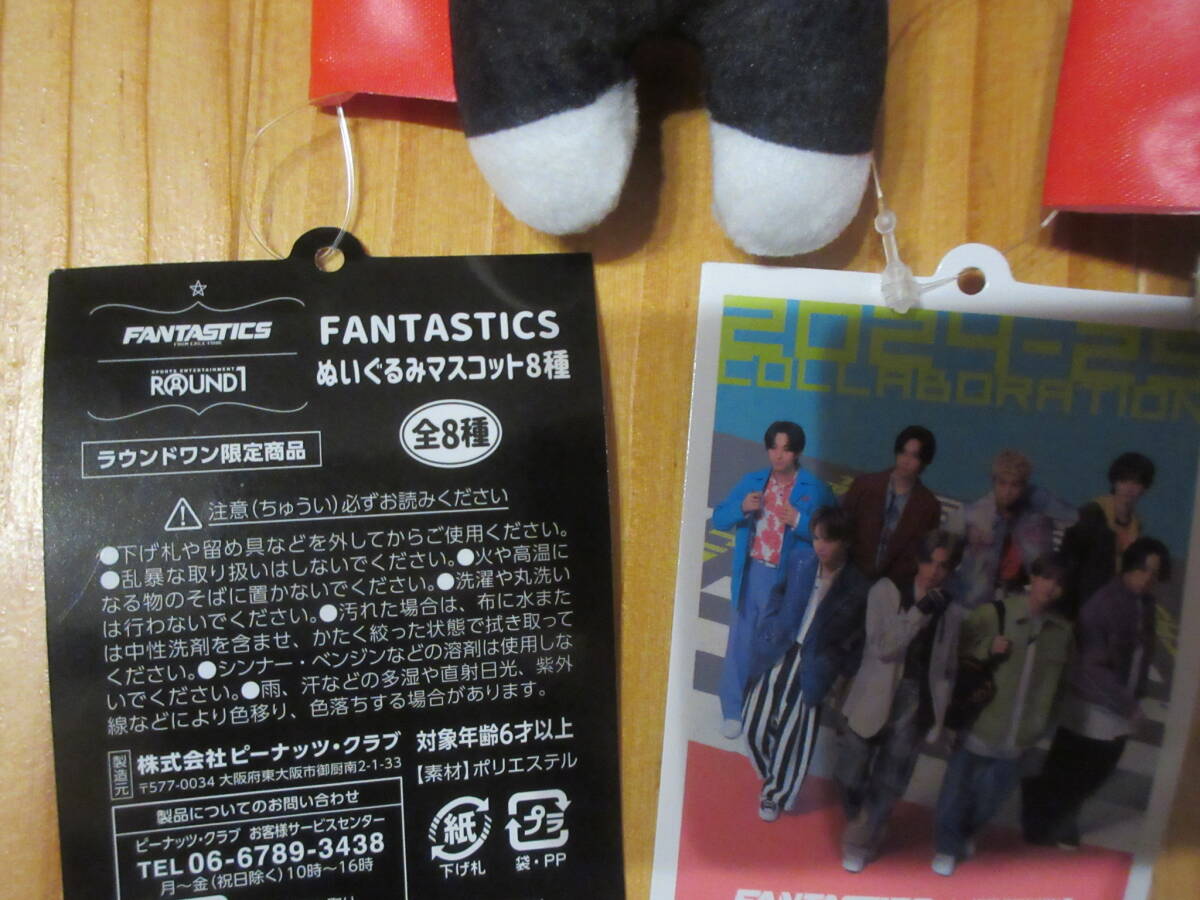 FANTASTICS
SPORTS ENTERTAINMENT
ROUND1
FANTASTICS
ぬいぐるみマスコット8種
全8種
ラウンドワン限定商品
注意(ちゅうい)必ずお読みください
●下げ札や留め具などを外してからご使用ください。
●乱暴な取り扱いはしないでください。●火や高温に
なる物のそばに置かないでください。●洗濯や丸洗い
は行わないでください。●汚れた場合は、布に水また
は中性洗剤を含ませ、かたく絞った状態で拭き取って
ください。●シンナー・ベンジンなどの溶剤は使用しな
いでください。●雨、汗などの多湿や直射日光、紫外
線などにより色移り、色落ちする場合があります。
製造元
株式会社ピーナッツ・クラブ
〒577-0034 大阪府東大阪市御厨南2-1-33
対象年齢6才以上
【素材】ポリエステル
製品についてのお問い合わせ
ピーナッツ・クラブ お客様サービスセンター
TEL 06-6789-3438
月〜金(祝日除く)10時〜16時
紙
下げ札
プラ
袋・PP
2024-25
COLLABORATION
FANTASTICS